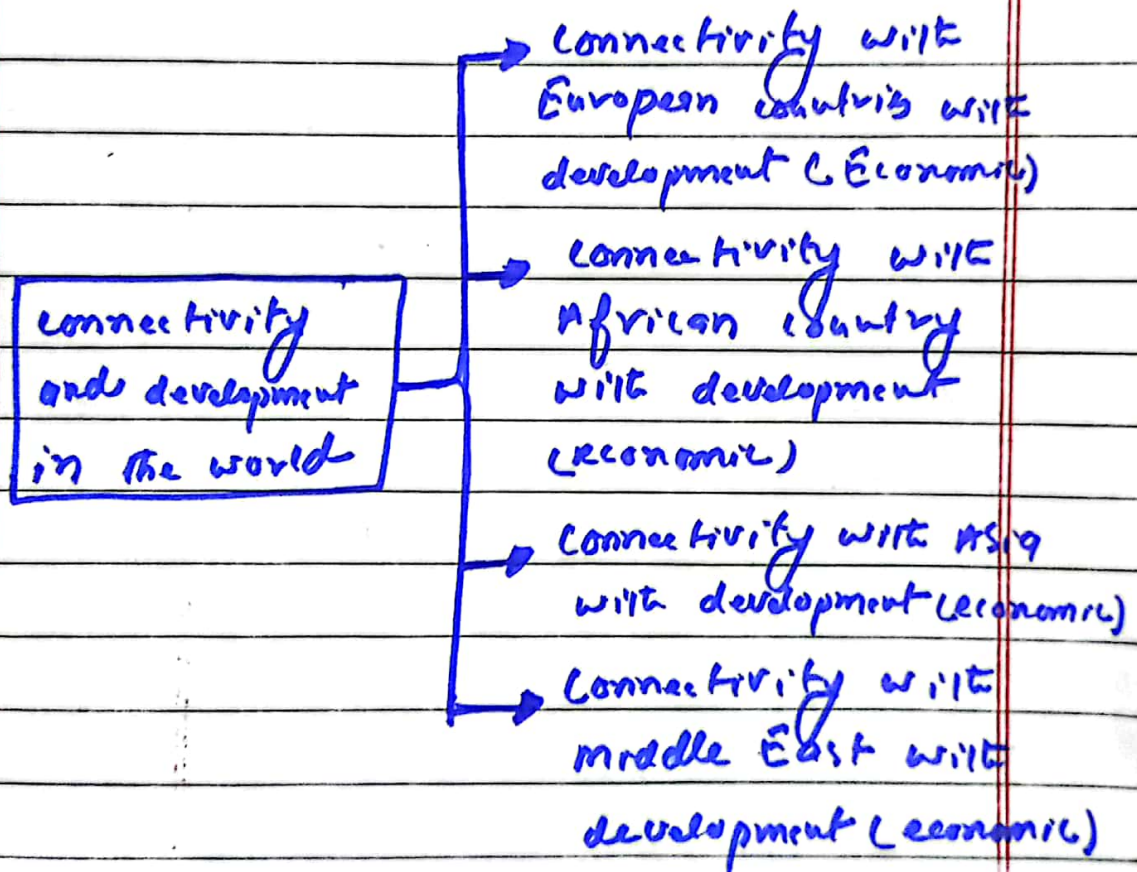 connectivity
and development
in the world
Connectivity with
European countris with
development (Economic)
connectivity with
African country
with development
(economic)
Connectivity with Asia
with development (economic)
Connectivity with
middle East with
development (economic)